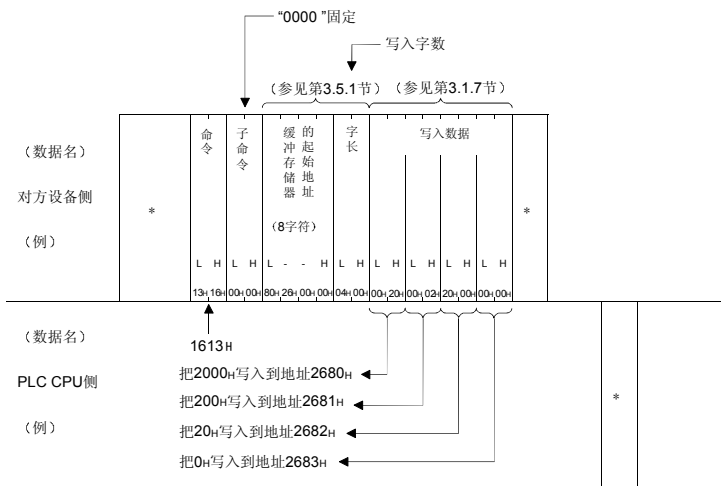 “0000 ”固定
写入字数
（参见第3.5.1节） （参见第3.1.7节）
命令
子命令
缓冲存储器
的起始地址
（8字符）
字长
写入数据
（数据名）
对方设备侧
（例）
*
*
L H L H L - - H L H L H L H L H L H
13H 16H 00H 00H 80H 26H 00H 00H 04H 00H 00H 20H 00H 02H 20H 00H 00H 00H
（数据名）
PLC CPU侧
（例）
1613H
把2000H写入到地址2680H
把200H写入到地址2681H
把20H写入到地址2682H
把0H写入到地址2683H
*